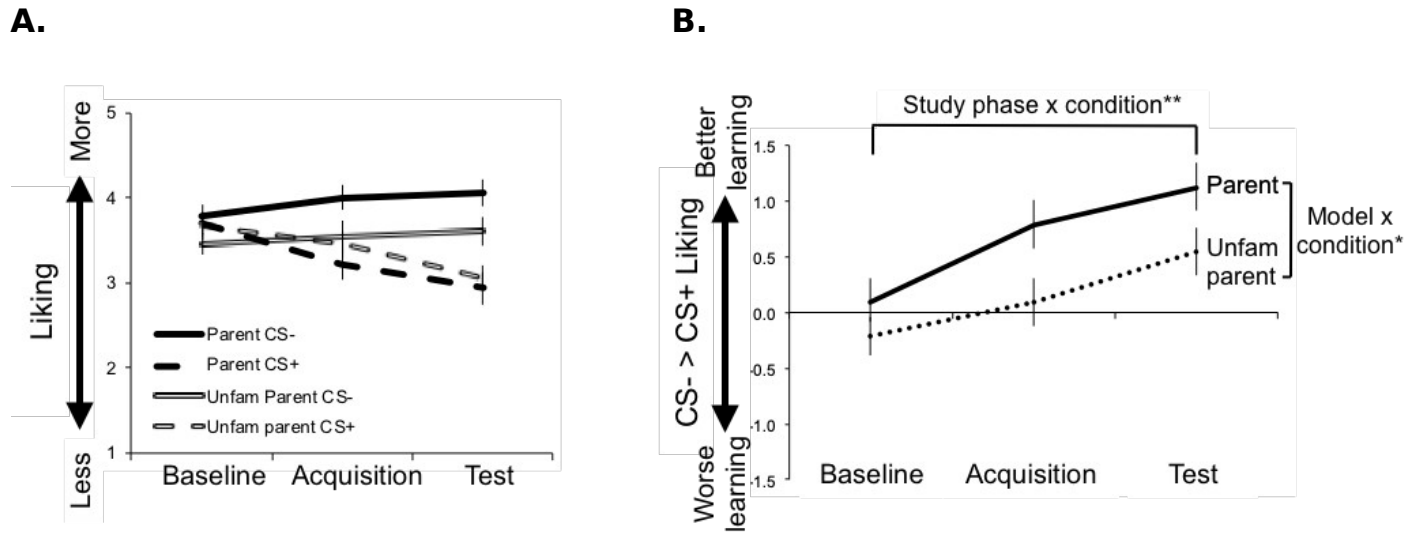 A.
More
Liking
Less
5
4
3
2
1
Parent CS-
Parent CS+
Unfam Parent CS-
Unfam parent CS+
Baseline Acquisition Test
B.
Better
learning
CS- > CS+ Liking
Worse
learning
Study phase x condition**
1.5
1.0
0.5
0.0
-0.5
-1.0
-1.5
Parent
Unfam
parent
Model x
condition*
Baseline Acquisition Test